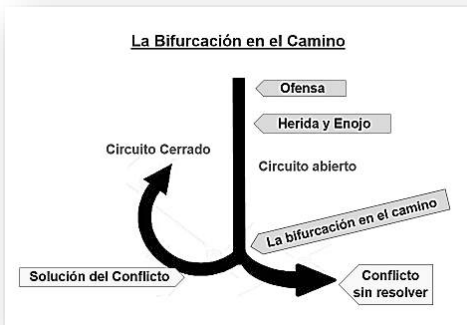 La Bifurcación en el Camino
Ofensa
Herida y Enojo
Circuito Cerrado
Circuito abierto
La bifurcación en el camino
Solución del Conflicto
Conflicto
sin resolver